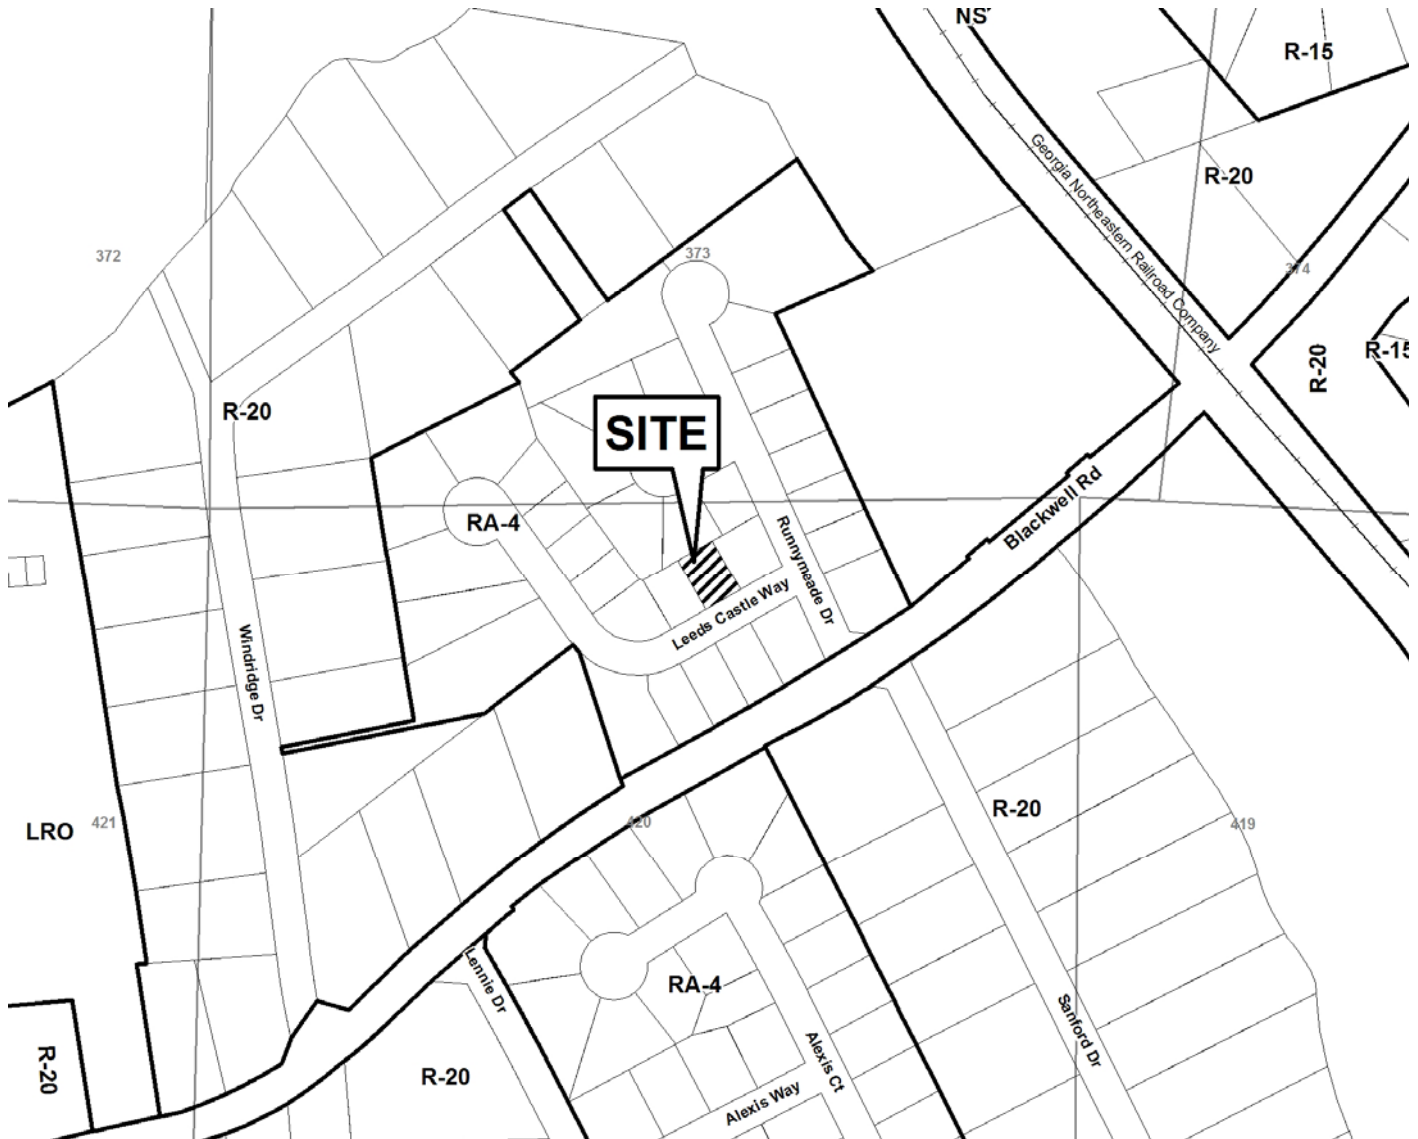 NS
R-15
Georgia Northeastern Railroad Company
R-20
372
373
374
R-20
R-15
R-20
SITE
RA-4
Blackwell Rd
Runnymeade Dr
Leeds Castle Way
Windridge Dr
R-20
LRO
421
420
419
RA-4
Lennie Dr
Sanford Dr
R-20
R-20
Alexis Ct
Alexis Way